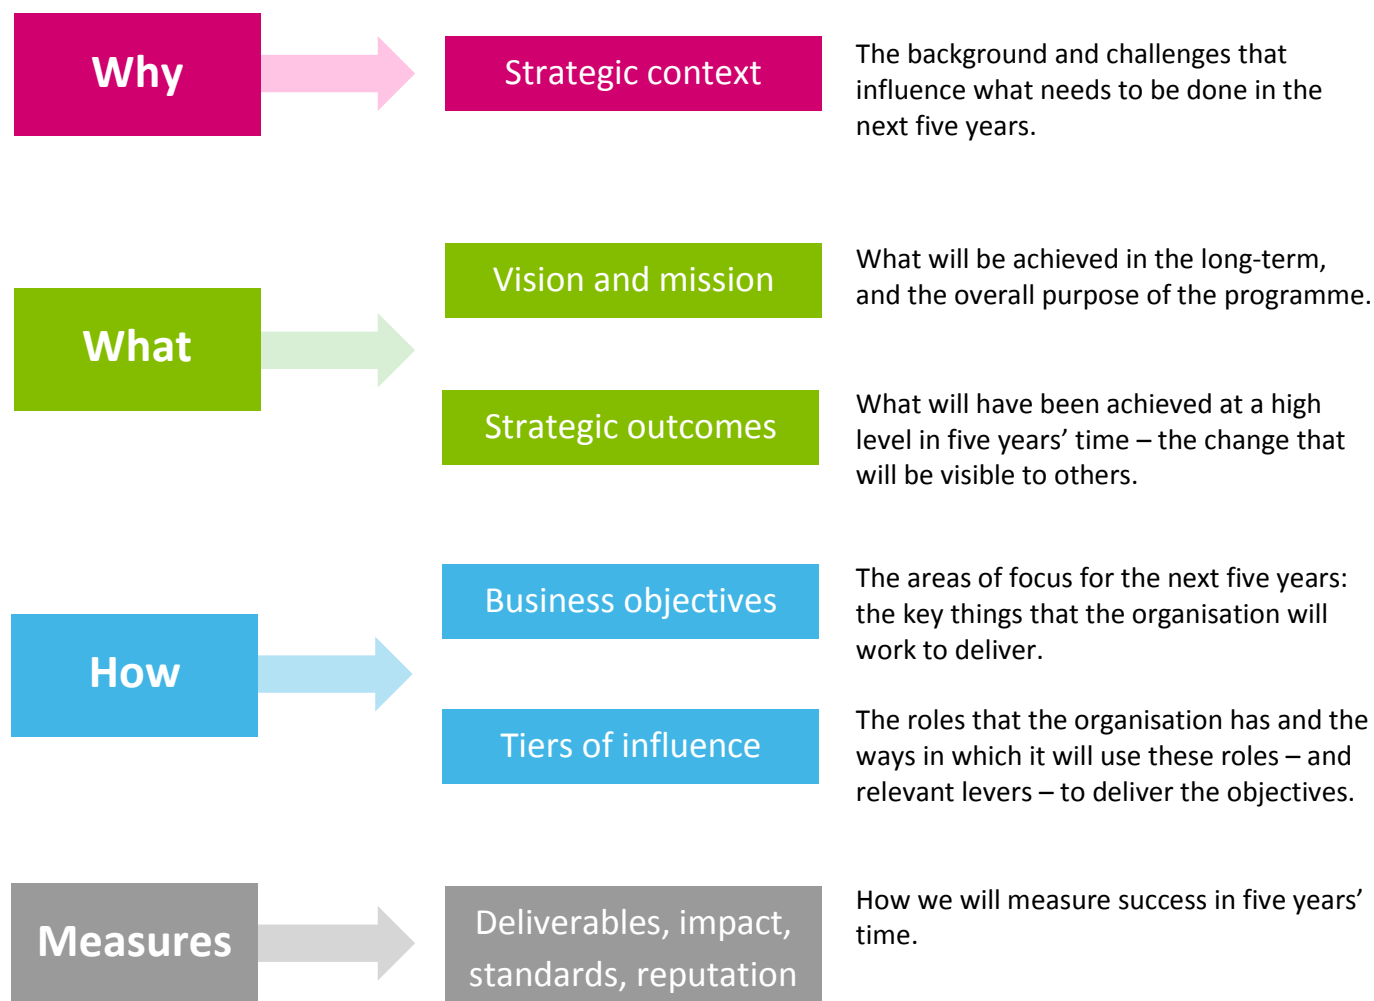 Why
Strategic context
The background and challenges that
influence what needs to be done in the
next five years.
What
Vision and mission
What will be achieved in the long-term,
and the overall purpose of the programme.
Strategic outcomes
What will have been achieved at a high
level in five years’ time – the change that
will be visible to others.
How
Business objectives
The areas of focus for the next five years:
the key things that the organisation will
work to deliver.
Tiers of influence
The roles that the organisation has and the
ways in which it will use these roles – and
relevant levers – to deliver the objectives.
Measures
Deliverables, impact,
standards, reputation
How we will measure success in five years’
time.